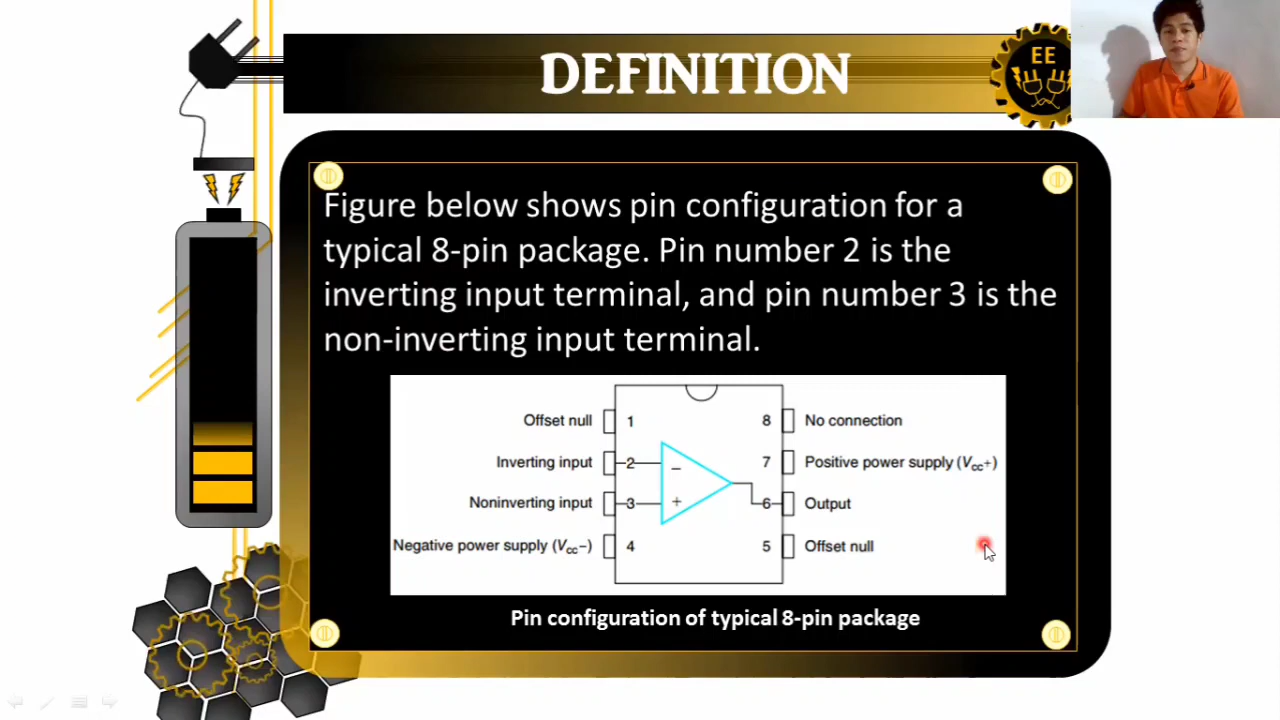 DEFINITION
EE
Figure below shows pin configuration for a
typical 8-pin package. Pin number 2 is the
inverting input terminal, and pin number 3 is the
non-inverting input terminal.
Offset null 1 8 No connection
Inverting input 2 − 7 Positive power supply (Vcc+)
Noninverting input 3 + 6 Output
Negative power supply (Vcc−) 4 5 Offset null
Pin configuration of typical 8-pin package